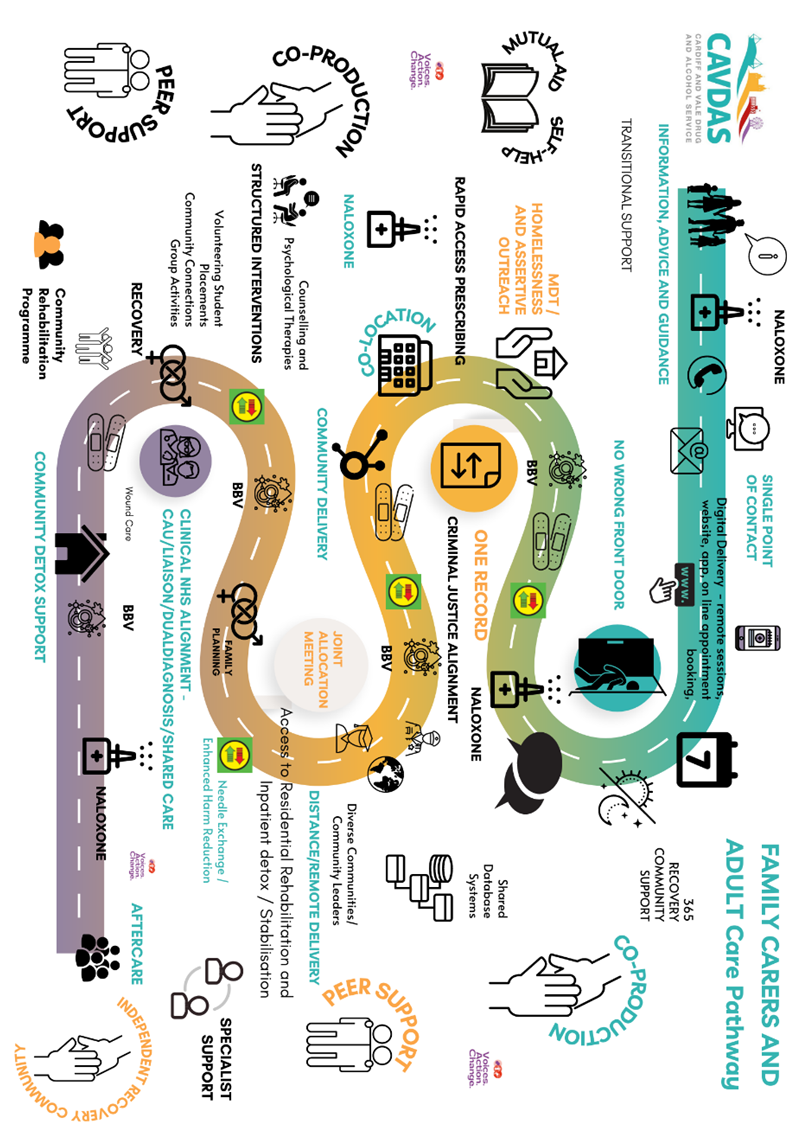 CAVDAS
CARDIFF AND VALE DRUG
AND ALCOHOL SERVICE
FAMILY CARERS AND
ADULT Care Pathway
NALOXONE
SINGLE POINT
OF CONTACT
Digital Delivery - remote sessions,
website, app, on line appointment
booking,
WWW.
7
INFORMATION, ADVICE AND GUIDANCE
TRANSITIONAL SUPPORT
NO WRONG FRONT DOOR
365
RECOVERY
COMMUNITY
SUPPORT
CO-PRODUCTION
MUTUAL AID
SELF-HELP
MDT /
HOMELESSNESS
AND ASSERTIVE
OUTREACH
BBV
NALOXONE
ONE RECORD
Shared
Database
Systems
Voices.
Action.
Change.
Voices.
Action.
Change.
RAPID ACCESS PRESCRIBING
CRIMINAL JUSTICE ALIGNMENT
CO-LOCATION
NALOXONE
BBV
COMMUNITY DELIVERY
JOINT
ALLOCATION
MEETING
Diverse Communities/
Community Leaders
DISTANCE/REMOTE DELIVERY
PEER SUPPORT
CO-PRODUCTION
Counselling and
Psychological Therapies
STRUCTURED INTERVENTIONS
Access to Residential Rehabilitation and
Inpatient detox / Stabilisation
BBV
FAMILY
PLANNING
Needle Exchange /
Enhanced Harm Reduction
SPECIALIST
SUPPORT
Volunteering Student
Placements
Community Connections
Group Activities
RECOVERY
CLINICAL NHS ALIGNMENT -
CAU/LIAISON/DUALDIAGNOSIS/SHARED CARE
PEER SUPPORT
Wound Care
BBV
NALOXONE
Voices.
Action.
Change.
AFTERCARE
Community
Rehabilitation
Programme
COMMUNITY DETOX SUPPORT
INDEPENDENT RECOVERY COMMUNITY